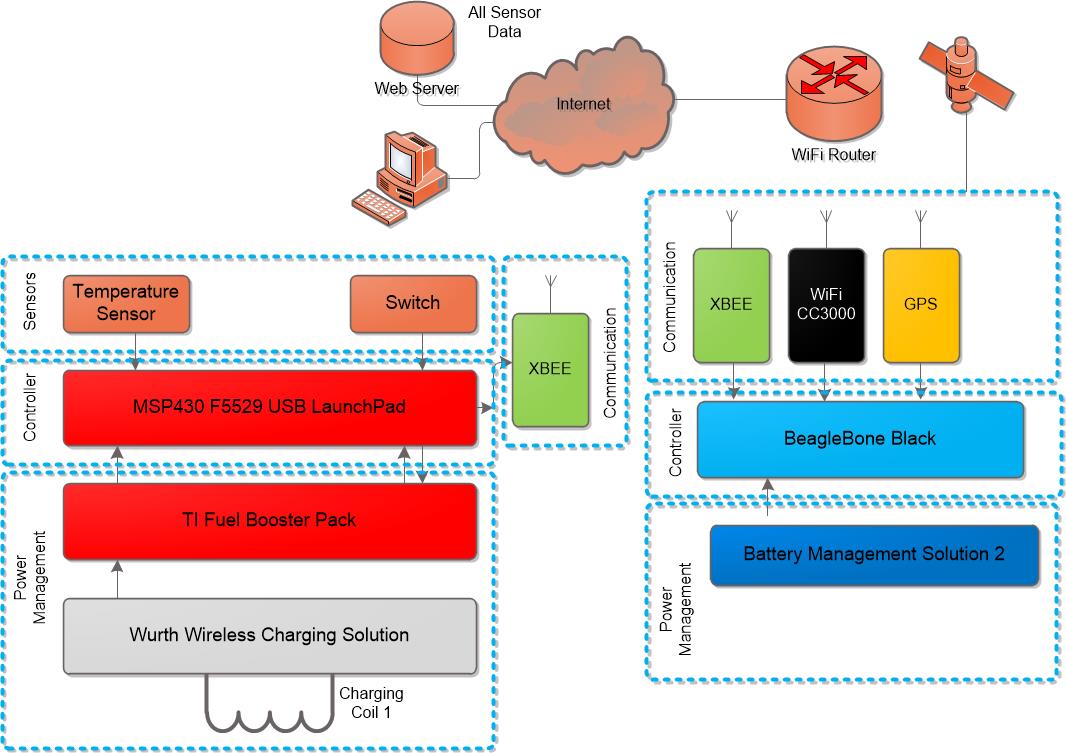 All Sensor
Data
Web Server
Internet
WiFi Router
Sensors
Temperature
Sensor
Switch
Controller
MSP430 F5529 USB LaunchPad
XBEE
Communication
Power
Management
TI Fuel Booster Pack
Wurth Wireless Charging Solution
Charging
Coil 1
Communication
XBEE
WiFi
CC3000
GPS
Controller
BeagleBone Black
Power
Management
Battery Management Solution 2